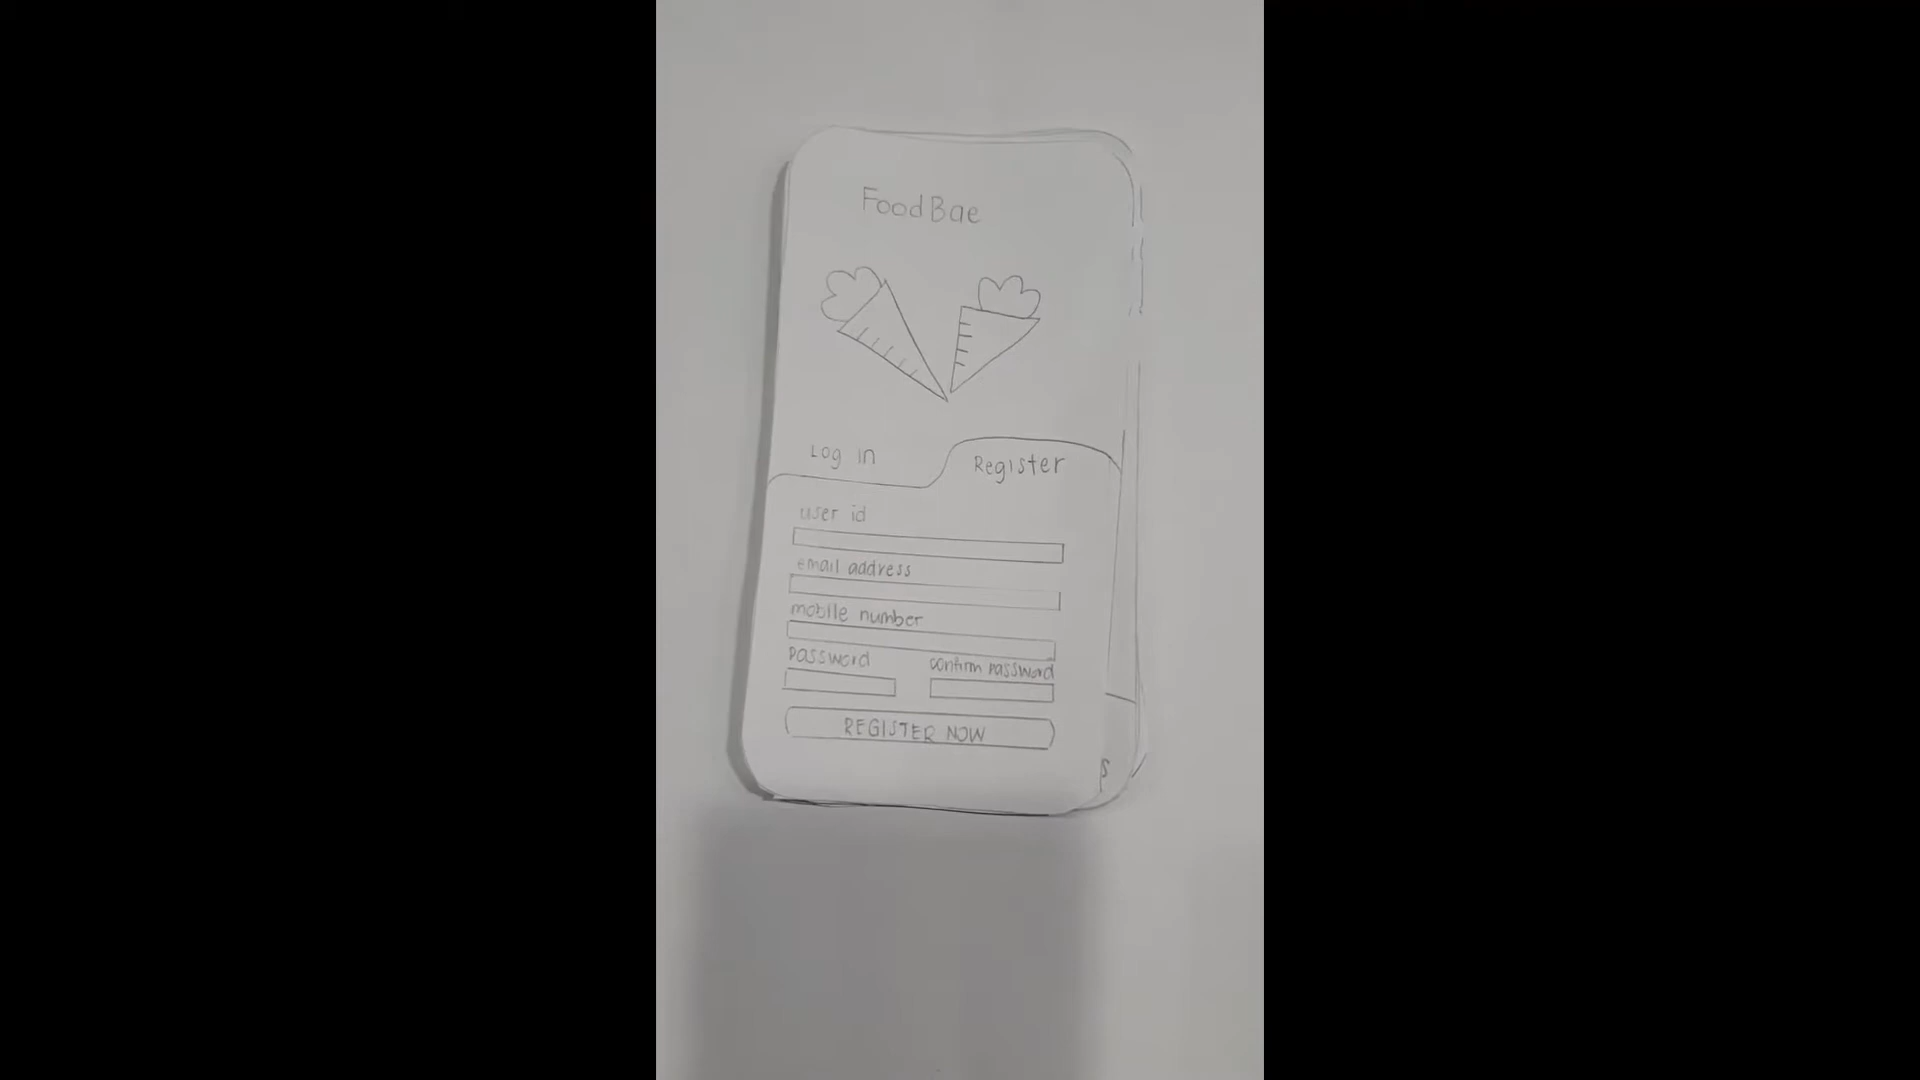 FoodBae
Log in
Register
user id
email address
mobile number
password
confirm password
REGISTER NOW
s